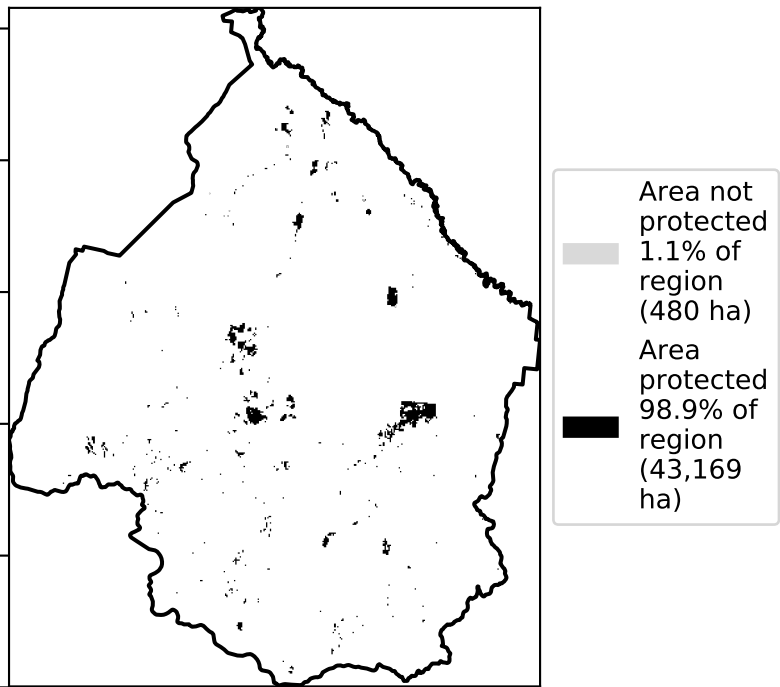 Area not
protected
1.1% of
region
(480 ha)
Area
protected
98.9% of
region
(43,169
ha)